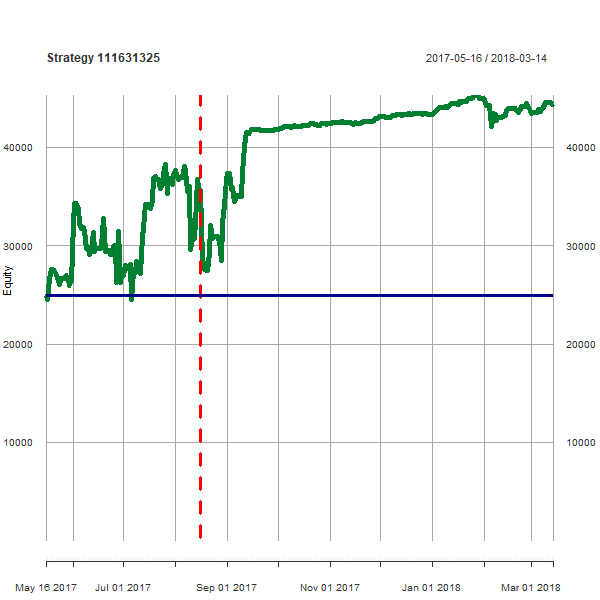 Strategy 111631325
2017-05-16 / 2018-03-14
40000
40000
30000
30000
Equity
20000
20000
10000
10000
May 16 2017
Jul 01 2017
Sep 01 2017
Nov 01 2017
Jan 01 2018
Mar 01 2018